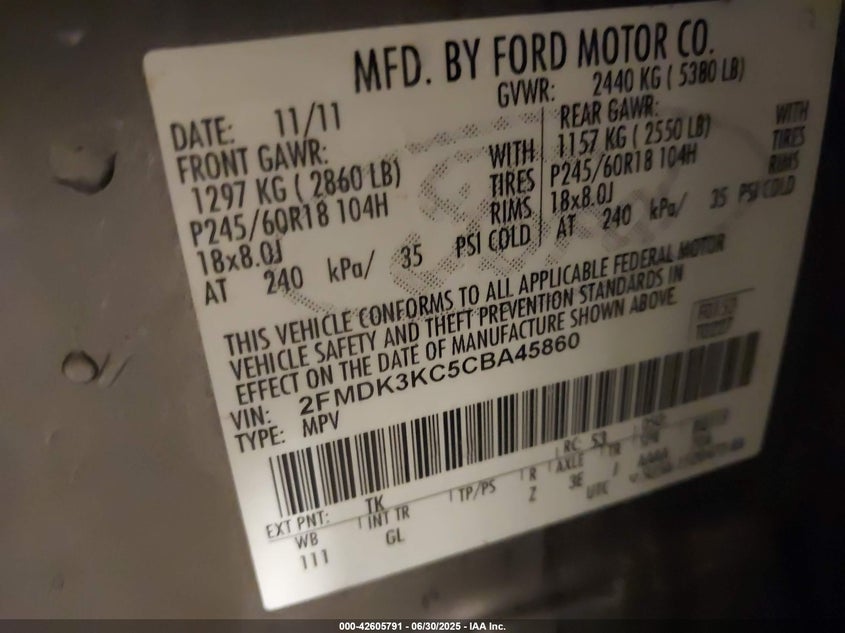 MFD. BY FORD MOTOR CO.
DATE: 11/11 GVWR: 2440 KG ( 5380 LB)
FRONT GAWR: REAR GAWR:
1297 KG ( 2860 LB) WITH 1157 KG ( 2550 LB) WITH
P245/60R18 104H TIRES P245/60R18 104H TIRES
18x8.0J RIMS 18x8.0J RIMS
AT 240 kPa/ 35 PSI COLD AT 240 kPa/ 35 PSI COLD
THIS VEHICLE CONFORMS TO ALL APPLICABLE FEDERAL MOTOR
VEHICLE SAFETY AND THEFT PREVENTION STANDARDS IN
EFFECT ON THE DATE OF MANUFACTURE SHOWN ABOVE.
VIN: 2FMDK3KC5CBA45860
TYPE: MPV
EXT PNT: TK RC: 53
WB INT TR TP/PS R AXLE TR SPR
111 GL Z 3E J AAAA
UTC
000-42605791 - 06/30/2025 - IAA Inc.